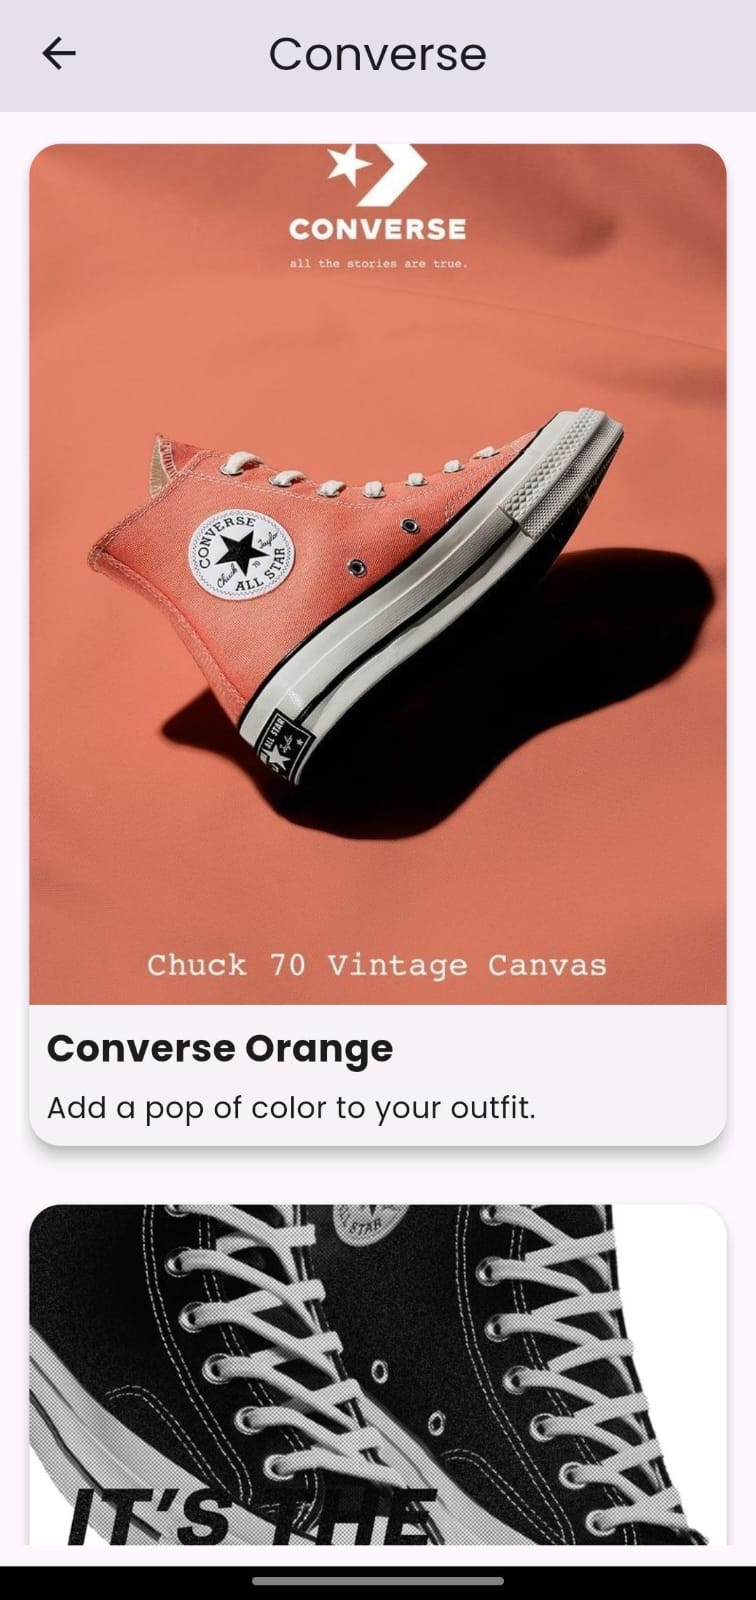 Converse
CONVERSE
all the stories are true.
CONVERSE
Chuck 70 Taylor
ALL STAR
ALL STAR
Taylor
Chuck 70 Vintage Canvas
Converse Orange
Add a pop of color to your outfit.
ALL STAR
IT'S THE